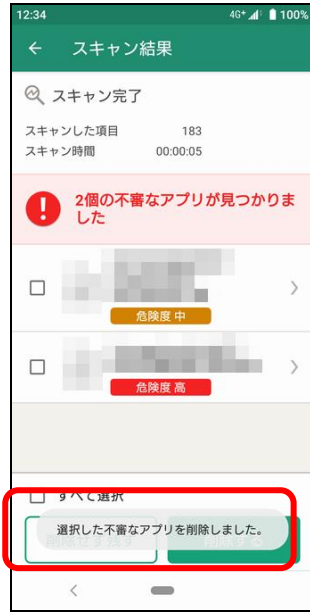 12:34 4G+ 100%
スキャン結果
スキャン完了
スキャンした項目 183
スキャン時間 00:00:05
2個の不審なアプリが見つかりま
した
危険度 中
危険度 高
すべて選択
選択した不審なアプリを削除しました。